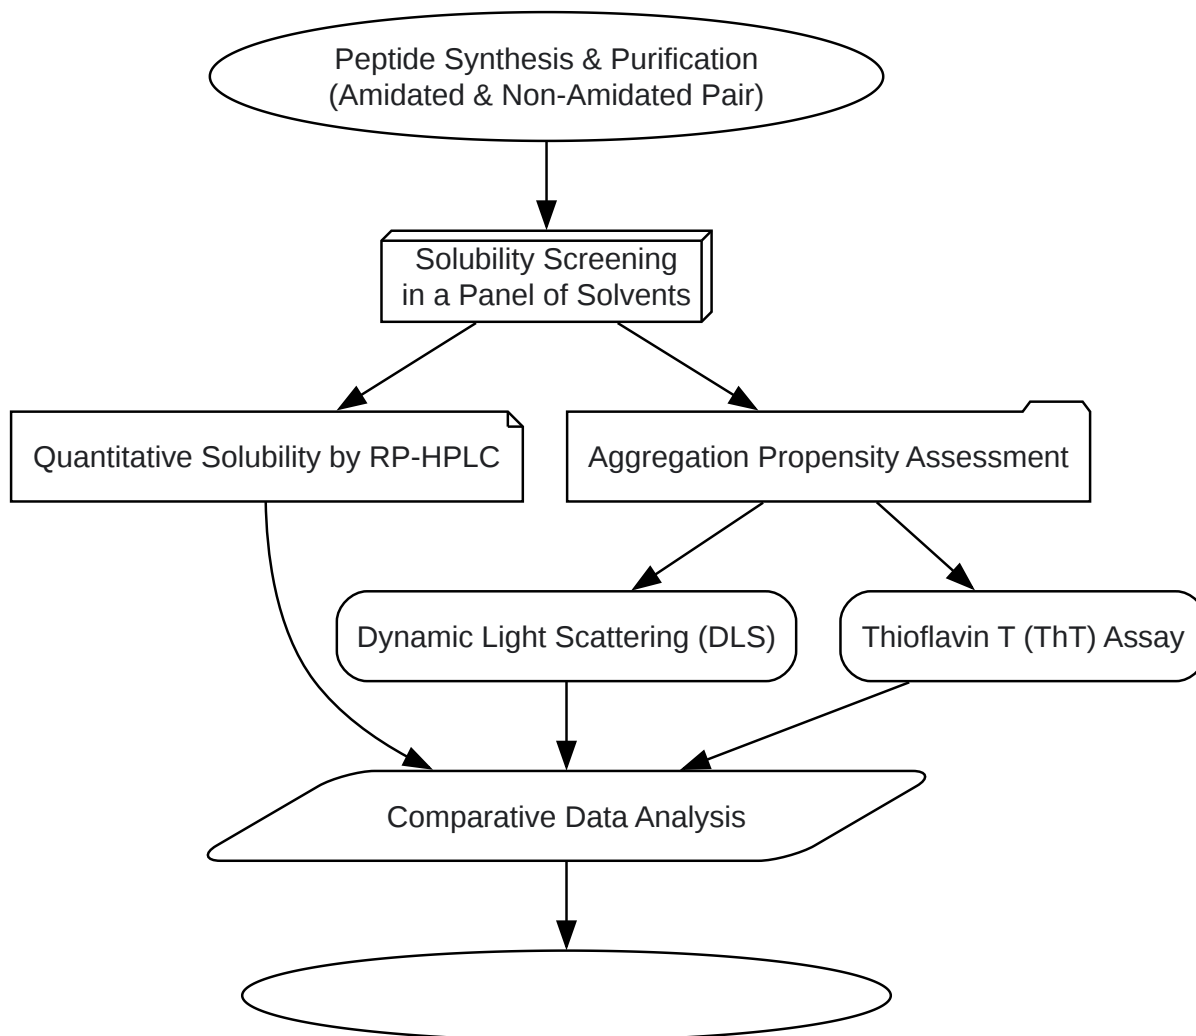 Peptide Synthesis & Purification
(Amidated & Non-Amidated Pair)
Solubility Screening
in a Panel of Solvents
Quantitative Solubility by RP-HPLC
Aggregation Propensity Assessment
Dynamic Light Scattering (DLS)
Thioflavin T (ThT) Assay
Comparative Data Analysis